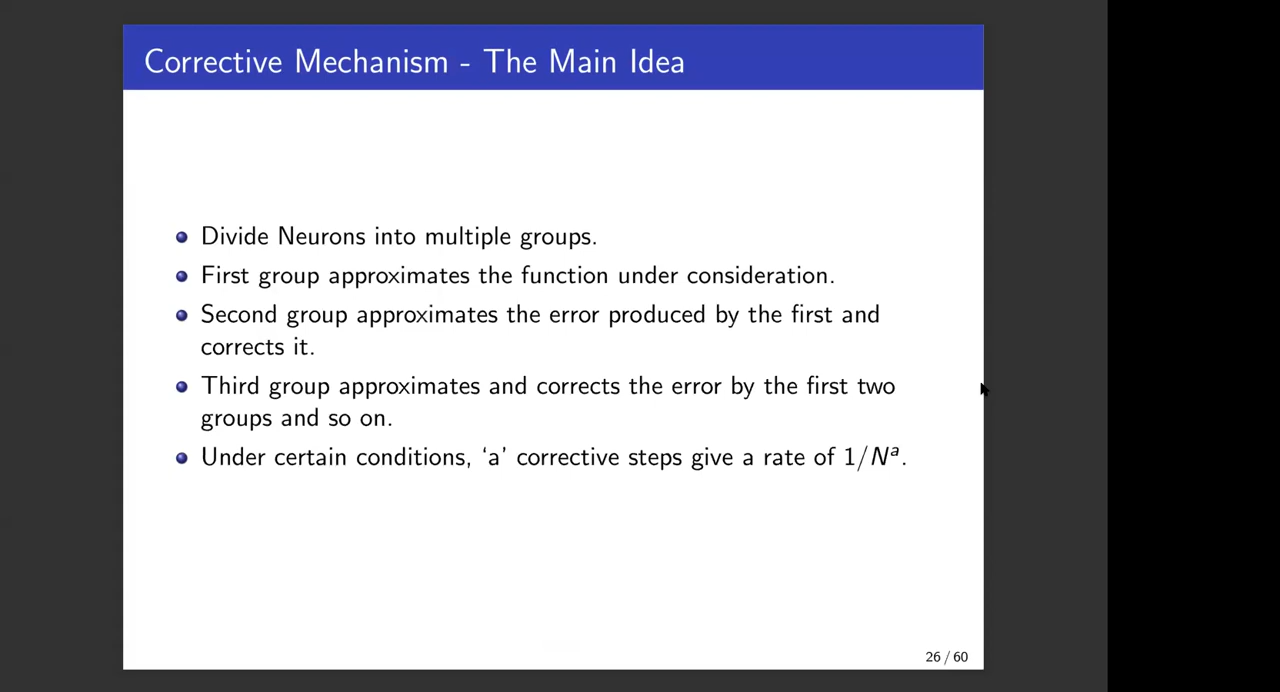 Corrective Mechanism - The Main Idea
Divide Neurons into multiple groups.
First group approximates the function under consideration.
Second group approximates the error produced by the first and
corrects it.
Third group approximates and corrects the error by the first two
groups and so on.
Under certain conditions, ‘a’ corrective steps give a rate of 1/Nᵃ.
26 / 60